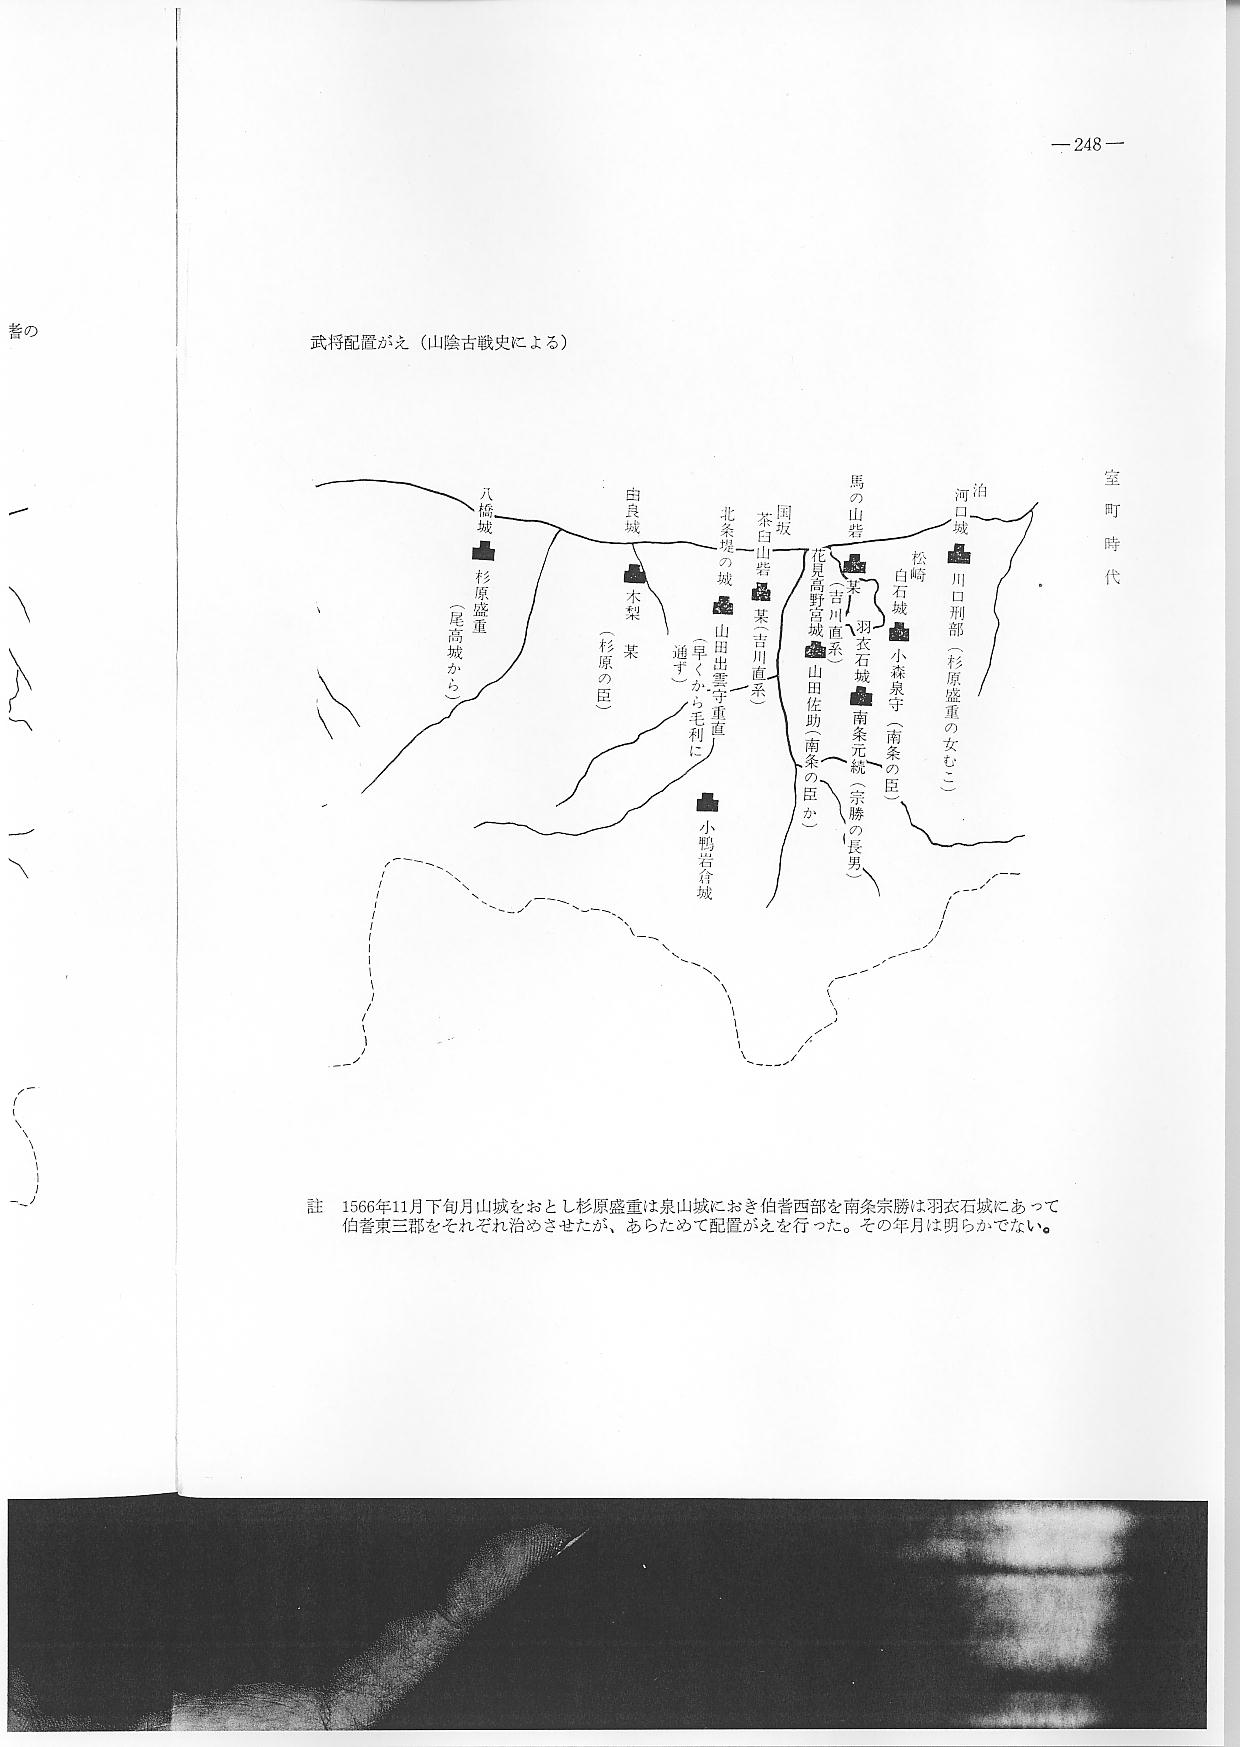 ―248―
耆の
武将配置がえ（山陰古戦史による）
室町時代
泊
河口城
川口刑部（杉原盛重の女むこ）
松崎
白石城
小森泉守（南条の臣）
馬の山砦
某
（吉川直系）
羽衣石城
南条元続（宗勝の長男）
花見高野宮城
山田佐助（南条の臣か）
国坂
茶臼山砦
某（吉川直系）
北条堤の城
山田出雲守重直
（早くから毛利に
通ず）
小鴨岩倉城
由良城
木梨　某
（杉原の臣）
八橋城
杉原盛重
（尾高城から）
註　1566年11月下旬月山城をおとし杉原盛重は泉山城におき伯耆西部を南条宗勝は羽衣石城にあって
伯耆東三郡をそれぞれ治めさせたが、あらためて配置がえを行った。その年月は明らかでない。